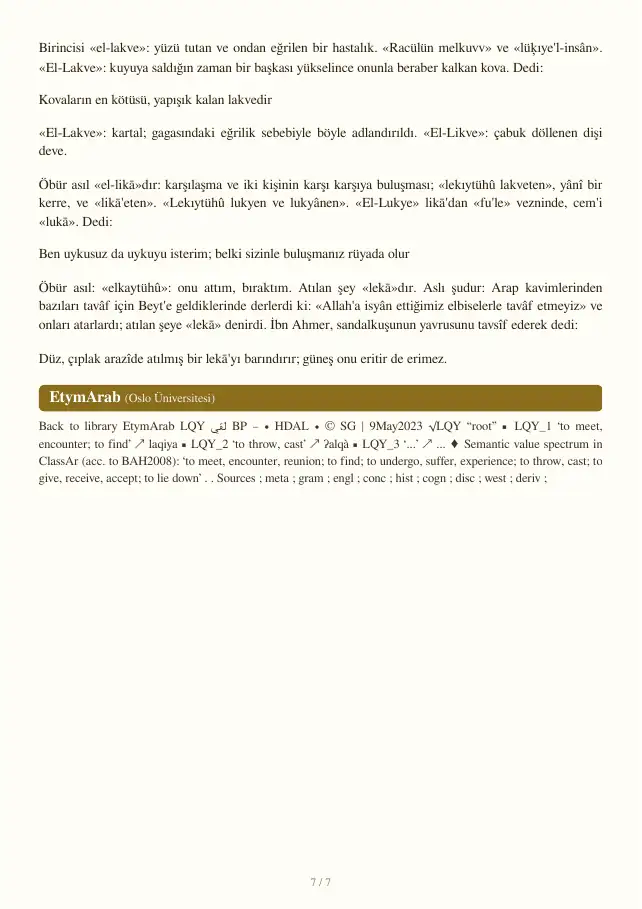 Birincisi «el-lakve»: yüzü tutan ve ondan eğrilen bir hastalık. «Racülün melkuvv» ve «lüḳıye'l-insân».
«El-Lakve»: kuyuya saldığın zaman bir başkası yükselince onunla beraber kalkan kova. Dedi:
Kovaların en kötüsü, yapışık kalan lakvedir
«El-Lakve»: kartal; gagasındaki eğrilik sebebiyle böyle adlandırıldı. «El-Likve»: çabuk döllenen dişi
deve.
Öbür asıl «el-likā»dır: karşılaşma ve iki kişinin karşı karşıya buluşması; «lekıytühû lakveten», yânî bir
kerre, ve «likā'eten». «Lekıytühû lukyen ve lukyânen». «El-Lukye» likā'dan «fu'le» vezninde, cem'i
«lukā». Dedi:
Ben uykusuz da uykuyu isterim; belki sizinle buluşmanız rüyada olur
Öbür asıl: «elkaytühû»: onu attım, bıraktım. Atılan şey «lekā»dır. Aslı şudur: Arap kavimlerinden
bazıları tavâf için Beyt'e geldiklerinde derlerdi ki: «Allah'a isyân ettiğimiz elbiselerle tavâf etmeyiz» ve
onları atarlardı; atılan şeye «lekā» denirdi. İbn Ahmer, sandalkuşunun yavrusunu tavsîf ederek dedi:
Düz, çıplak arazîde atılmış bir lekā'yı barındırır; güneş onu eritir de erimez.
EtymArab (Oslo Üniversitesi)
Back to library EtymArab LQY لقي BP – • HDAL • © SG | 9May2023 √LQY “root” ▪ LQY_1 ‘to meet,
encounter; to find’ ↗ laqiya ▪ LQY_2 ‘to throw, cast’ ↗ ʔalqà ▪ LQY_3 ‘...’ ↗ ... ♦ Semantic value spectrum in
ClassAr (acc. to BAH2008): ‘to meet, encounter, reunion; to find; to undergo, suffer, experience; to throw, cast; to
give, receive, accept; to lie down’ . . Sources ; meta ; gram ; engl ; conc ; hist ; cogn ; disc ; west ; deriv ;
7 / 7